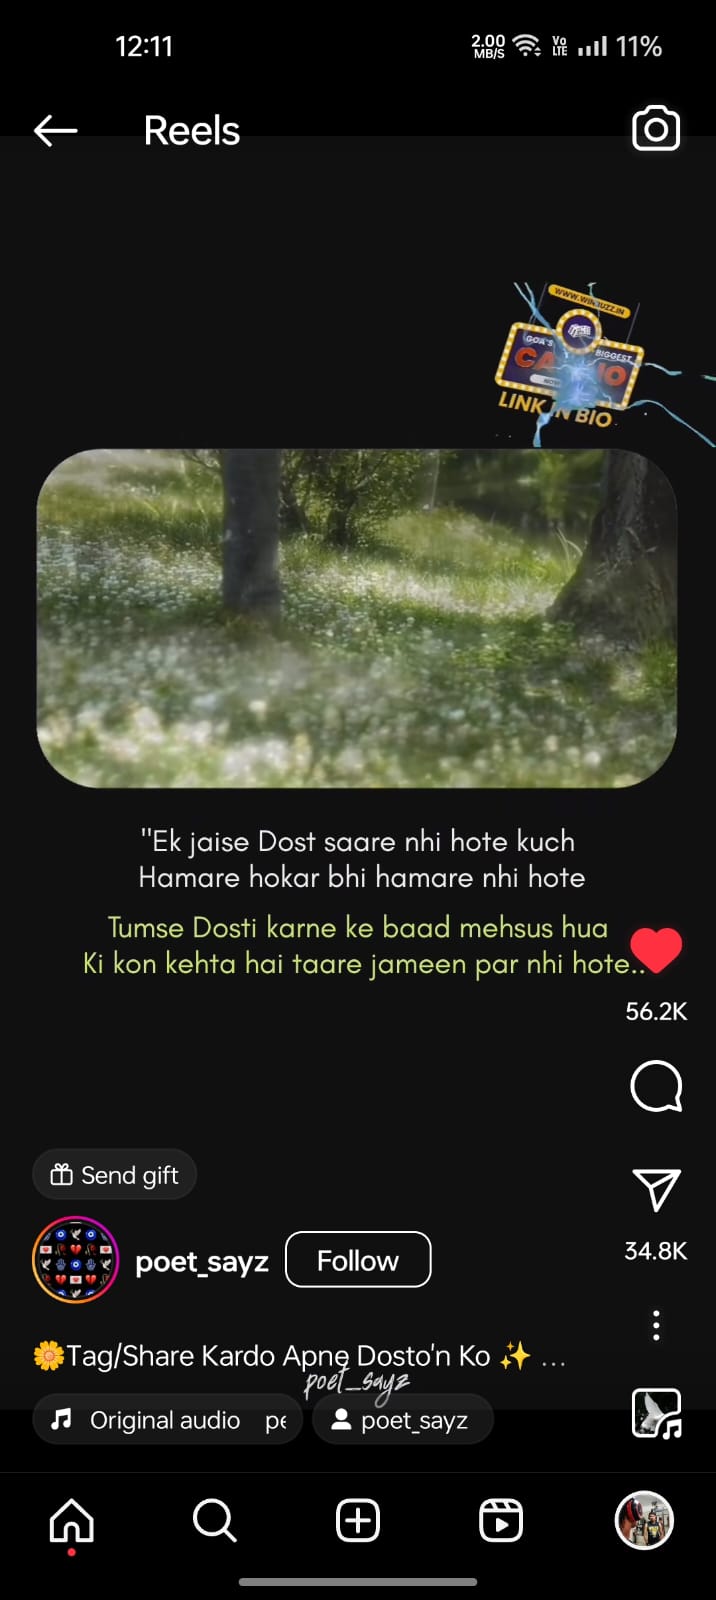 12:11
2.00
MB/S
Vo
LTE
11%
Reels
WWW.WINBUZZ.IN
GOA'S
BIGGEST
LINK IN BIO
"Ek jaise Dost saare nhi hote kuch
Hamare hokar bhi hamare nhi hote
Tumse Dosti karne ke baad mehsus hua
Ki kon kehta hai taare jameen par nhi hote..
56.2K
Send gift
34.8K
poet_sayz
Follow
🌼Tag/Share Kardo Apne Dosto'n Ko ✨ ...
poet_sayz
Original audio pe
poet_sayz